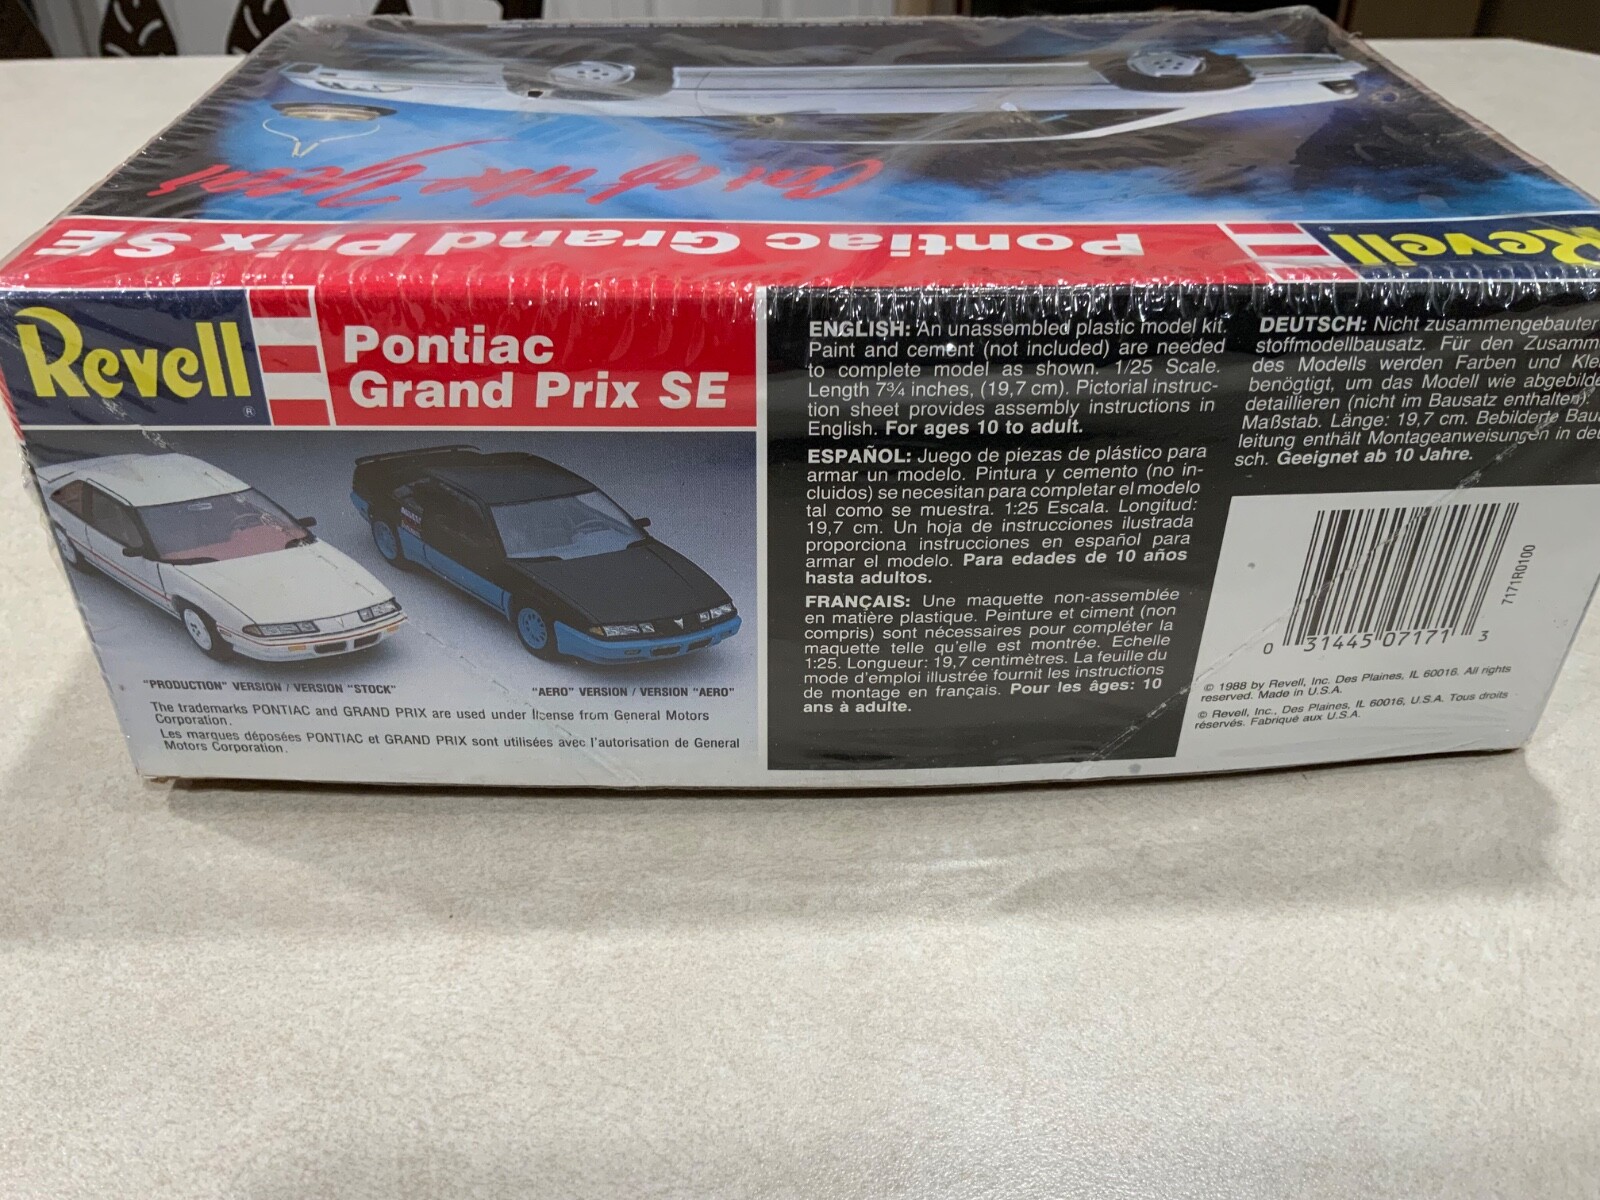 Car of the Year
Pontiac Grand Prix SE
Revell
Revell
®
Pontiac
Grand Prix SE
"PRODUCTION" VERSION / VERSION "STOCK"
"AERO" VERSION / VERSION "AERO"
The trademarks PONTIAC and GRAND PRIX are used under license from General Motors
Corporation.
Les marques déposées PONTIAC et GRAND PRIX sont utilisées avec l'autorisation de General
Motors Corporation.
ENGLISH: An unassembled plastic model kit.
Paint and cement (not included) are needed
to complete model as shown. 1/25 Scale.
Length 7¾ inches, (19,7 cm). Pictorial instruc-
tion sheet provides assembly instructions in
English. For ages 10 to adult.
ESPAÑOL: Juego de piezas de plástico para
armar un modelo. Pintura y cemento (no in-
cluidos) se necesitan para completar el modelo
tal como se muestra. 1:25 Escala. Longitud:
19,7 cm. Un hoja de instrucciones ilustrada
proporciona instrucciones en español para
armar el modelo. Para edades de 10 años
hasta adultos.
FRANÇAIS: Une maquette non-assemblée
en matière plastique. Peinture et ciment (non
compris) sont nécessaires pour compléter la
maquette telle qu'elle est montrée. Echelle
1:25. Longueur: 19,7 centimètres. La feuille du
mode d'emploi illustrée fournit les instructions
de montage en français. Pour les âges: 10
ans à adulte.
DEUTSCH: Nicht zusammengebauter
stoffmodellbausatz. Für den Zusamm
des Modells werden Farben und Kle
benötigt, um das Modell wie abgebilde
detaillieren (nicht im Bausatz enthalten).
Maßstab. Länge: 19,7 cm. Bebilderte Bau
leitung enthält Montageanweisungen in deu
sch. Geeignet ab 10 Jahre.
7171R0100
0 31445 07171 3
© 1988 by Revell, Inc. Des Plaines, IL 60016. All rights
reserved. Made in U.S.A.
© Revell, Inc., Des Plaines, IL 60016, U.S.A. Tous droits
réservés. Fabriqué aux U.S.A.